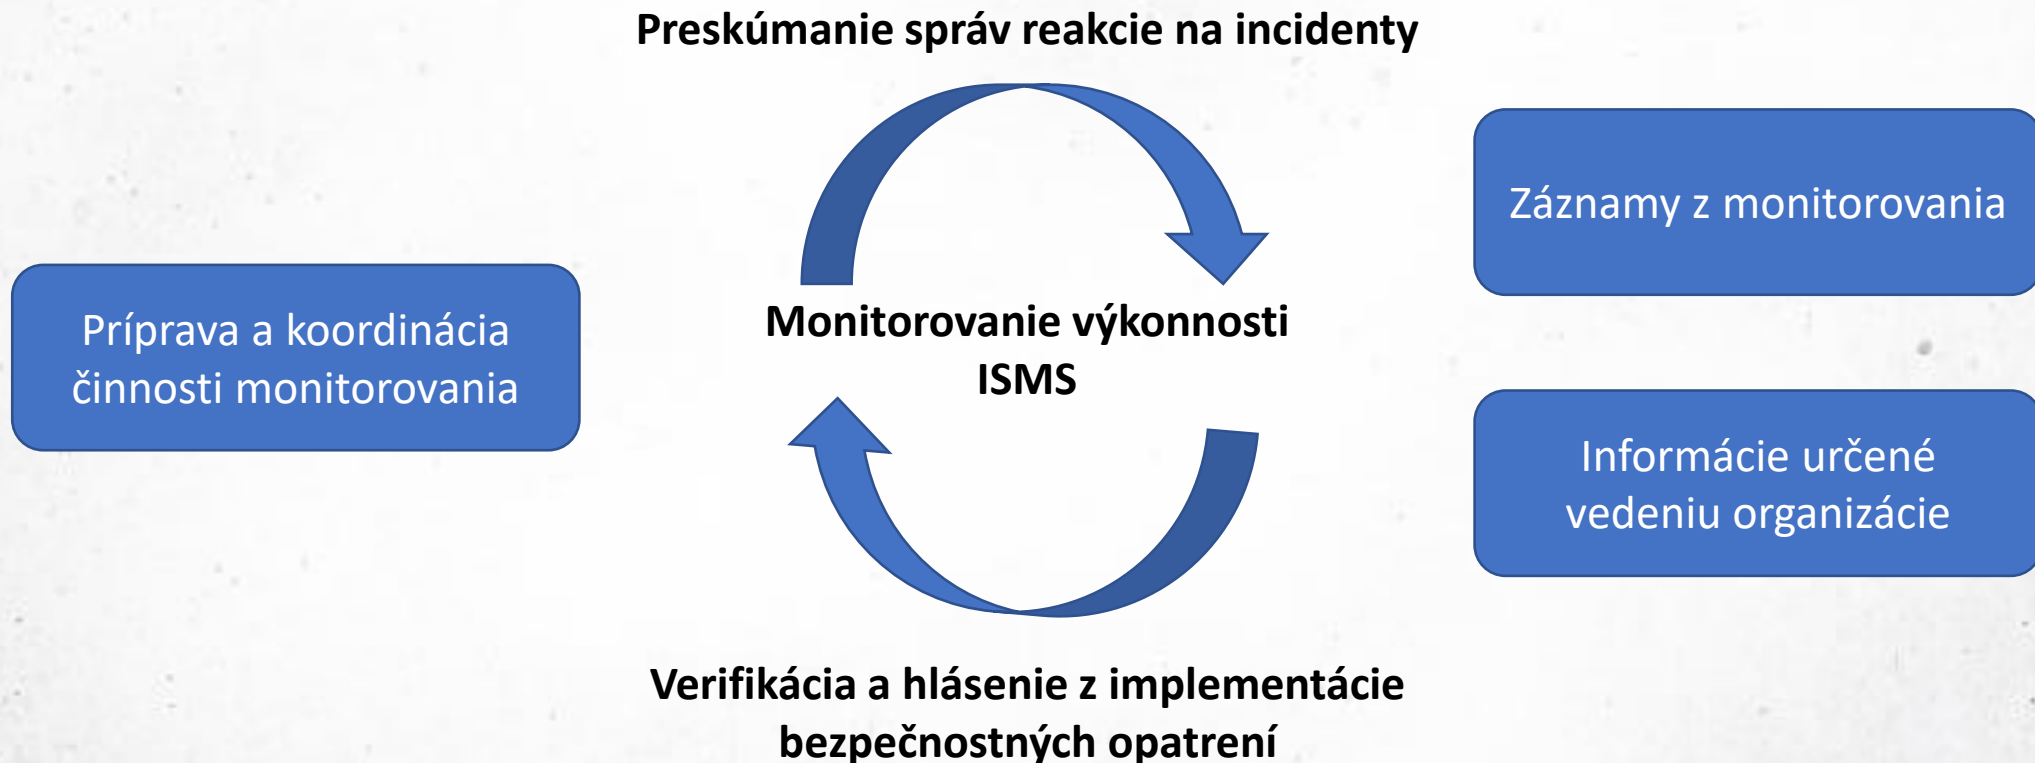 Preskúmanie správ reakcie na incidenty
Záznamy z monitorovania
Príprava a koordinácia
činnosti monitorovania
Monitorovanie výkonnosti
ISMS
Informácie určené
vedeniu organizácie
Verifikácia a hlásenie z implementácie
bezpečnostných opatrení